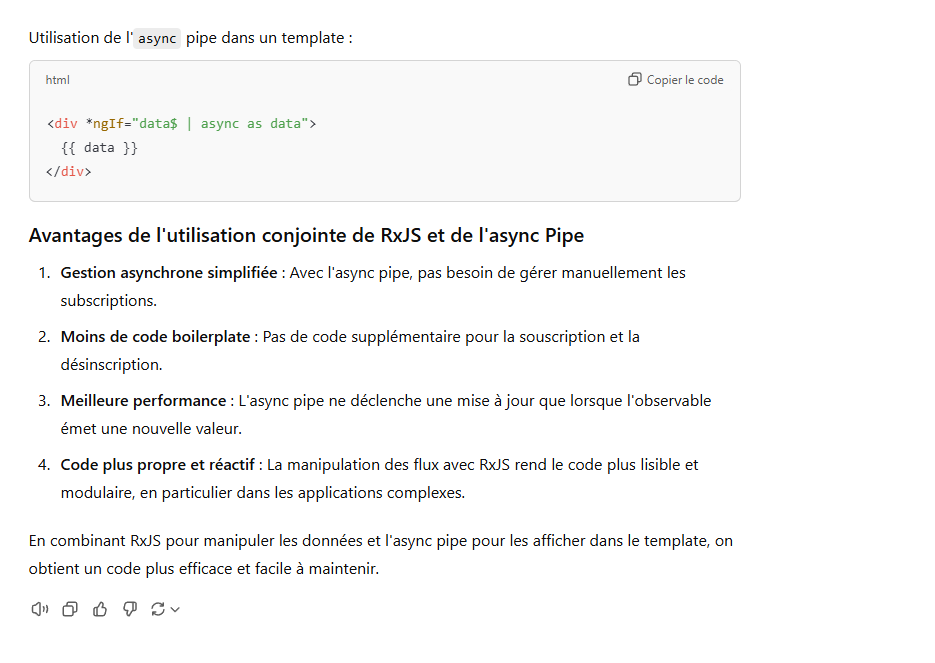 Utilisation de l'async pipe dans un template :
html
Copier le code
<div *ngIf="data$ | async as data">
{{ data }}
</div>
Avantages de l'utilisation conjointe de RxJS et de l'async Pipe
1. Gestion asynchrone simplifiée : Avec l'async pipe, pas besoin de gérer manuellement les
subscriptions.
2. Moins de code boilerplate : Pas de code supplémentaire pour la souscription et la
désinscription.
3. Meilleure performance : L'async pipe ne déclenche une mise à jour que lorsque l'observable
émet une nouvelle valeur.
4. Code plus propre et réactif : La manipulation des flux avec RxJS rend le code plus lisible et
modulaire, en particulier dans les applications complexes.
En combinant RxJS pour manipuler les données et l'async pipe pour les afficher dans le template, on
obtient un code plus efficace et facile à maintenir.